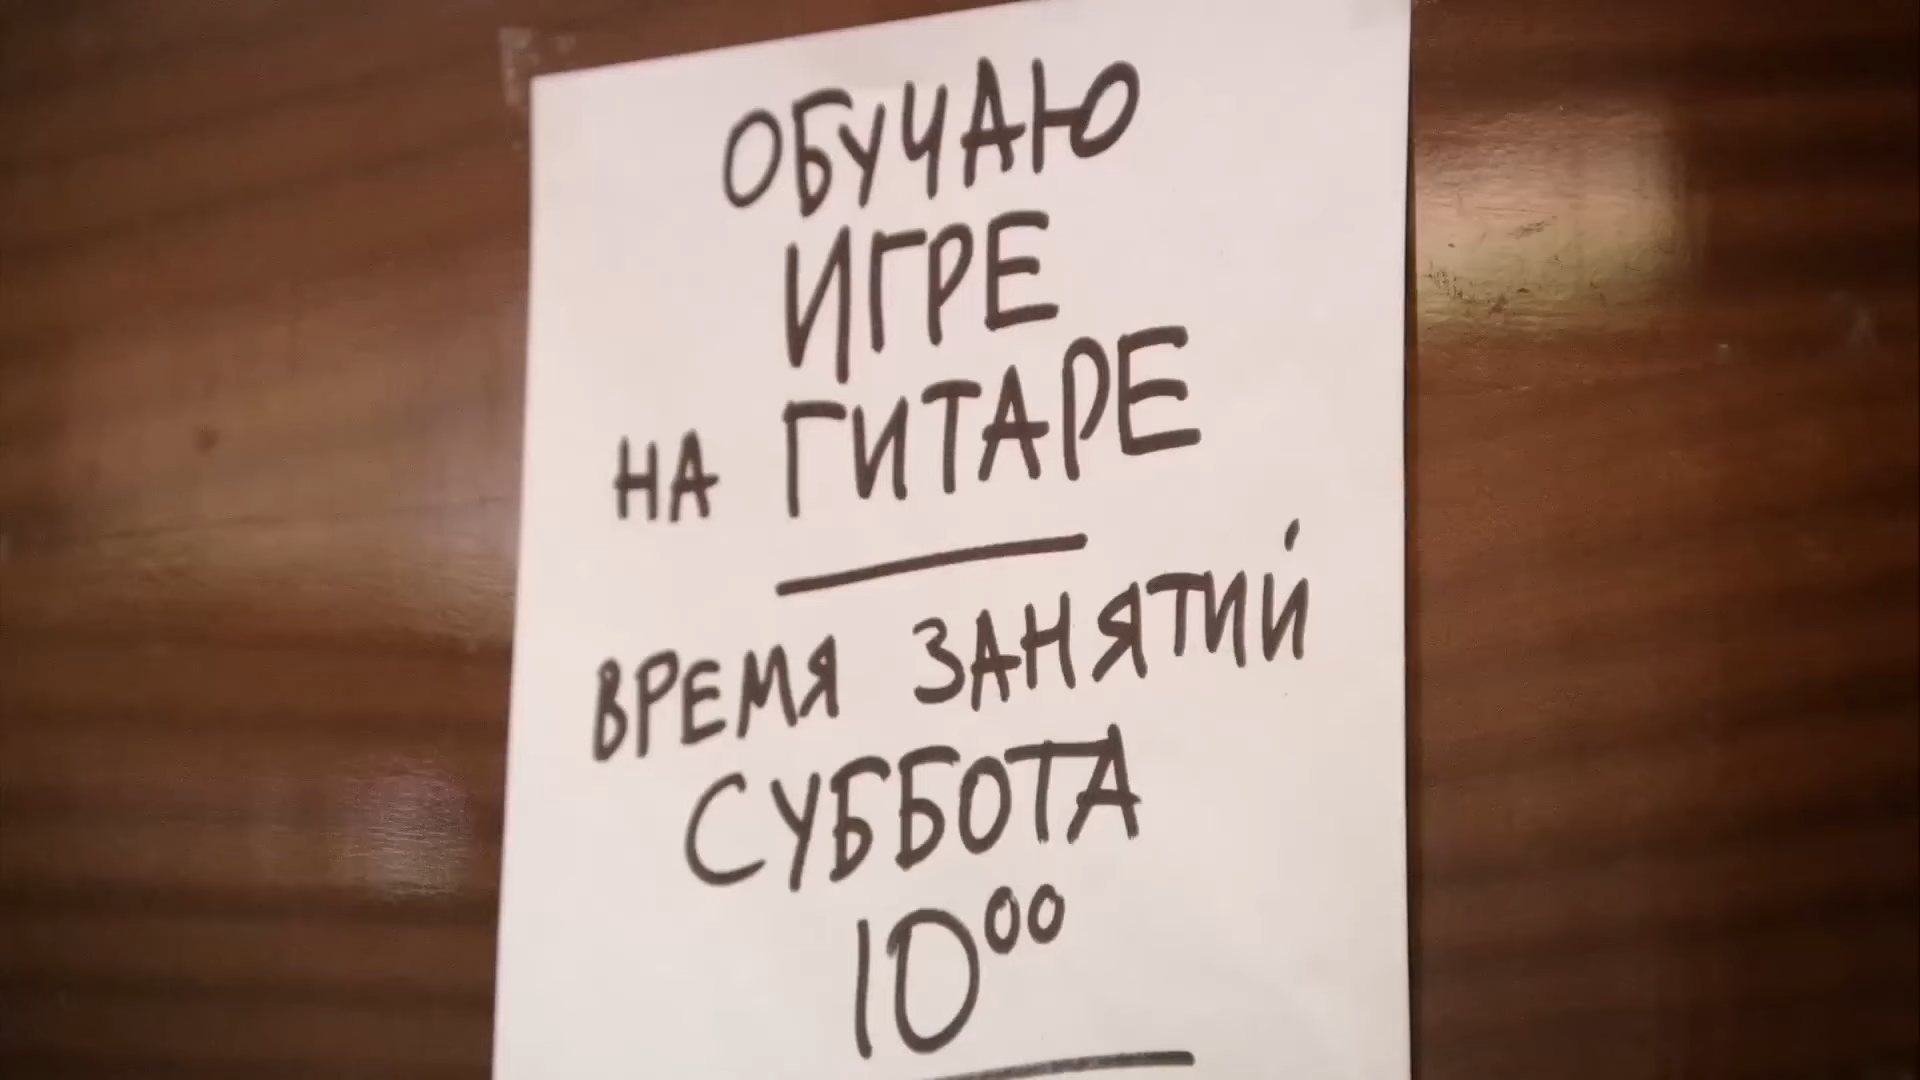 ОБУЧАЮ
ИГРЕ
НА ГИТАРЕ
ВРЕМЯ ЗАНЯТИЙ
СУББОТА
10⁰⁰